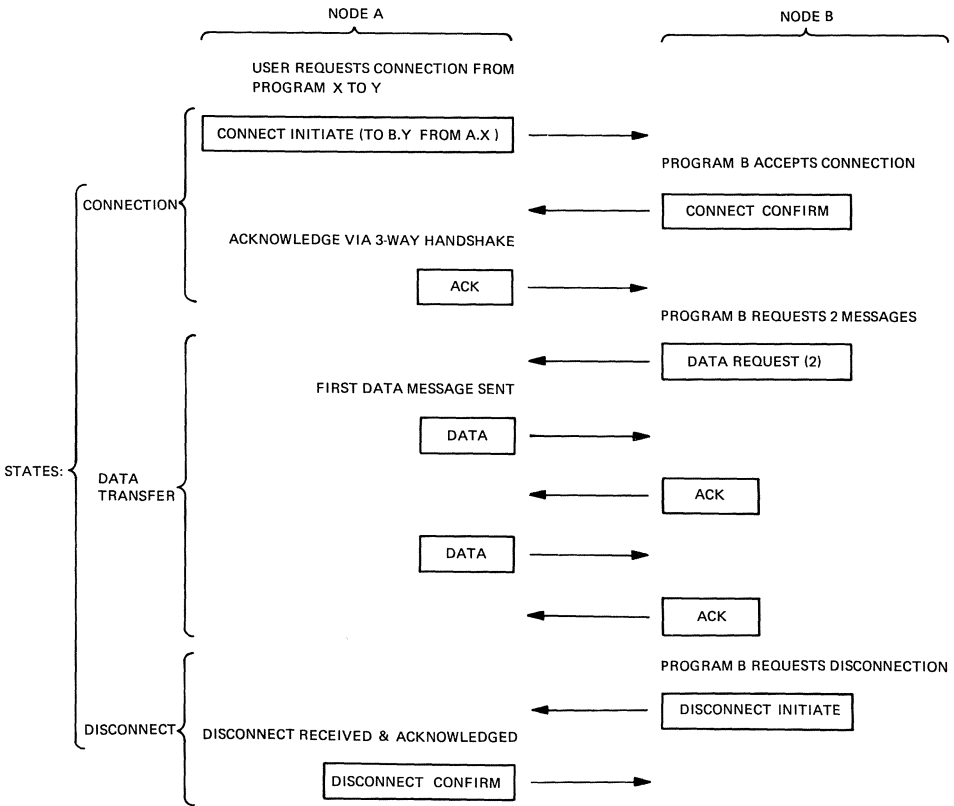 NODE A
NODE B
USER REQUESTS CONNECTION FROM
PROGRAM X TO Y
CONNECT INITIATE (TO B.Y FROM A.X)
PROGRAM B ACCEPTS CONNECTION
CONNECTION
CONNECT CONFIRM
ACKNOWLEDGE VIA 3-WAY HANDSHAKE
ACK
PROGRAM B REQUESTS 2 MESSAGES
DATA REQUEST (2)
FIRST DATA MESSAGE SENT
DATA
STATES:
DATA
TRANSFER
ACK
DATA
ACK
PROGRAM B REQUESTS DISCONNECTION
DISCONNECT INITIATE
DISCONNECT
DISCONNECT RECEIVED & ACKNOWLEDGED
DISCONNECT CONFIRM